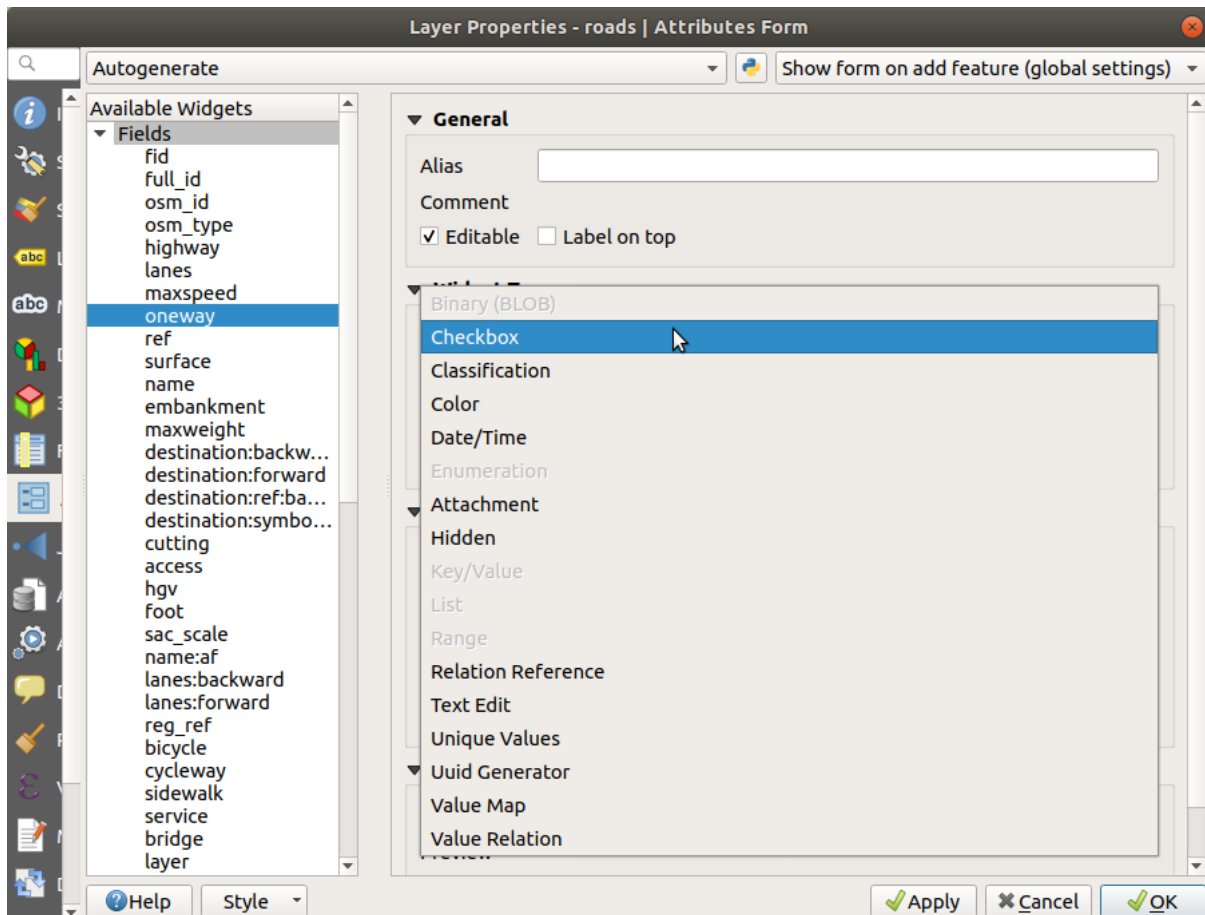 Layer Properties - roads | Attributes Form
Autogenerate
Show form on add feature (global settings)
Available Widgets
Fields
fid
full_id
osm_id
osm_type
highway
lanes
maxspeed
oneway
ref
surface
name
embankment
maxweight
destination:backw...
destination:forward
destination:ref:ba...
destination:symbo...
cutting
access
hgv
foot
sac_scale
name:af
lanes:backward
lanes:forward
reg_ref
bicycle
cycleway
sidewalk
service
bridge
layer
General
Alias
Comment
Editable
Label on top
Binary (BLOB)
Checkbox
Classification
Color
Date/Time
Enumeration
Attachment
Hidden
Key/Value
List
Range
Relation Reference
Text Edit
Unique Values
Uuid Generator
Value Map
Value Relation
abc
abc
Help
Style
Apply
Cancel
OK